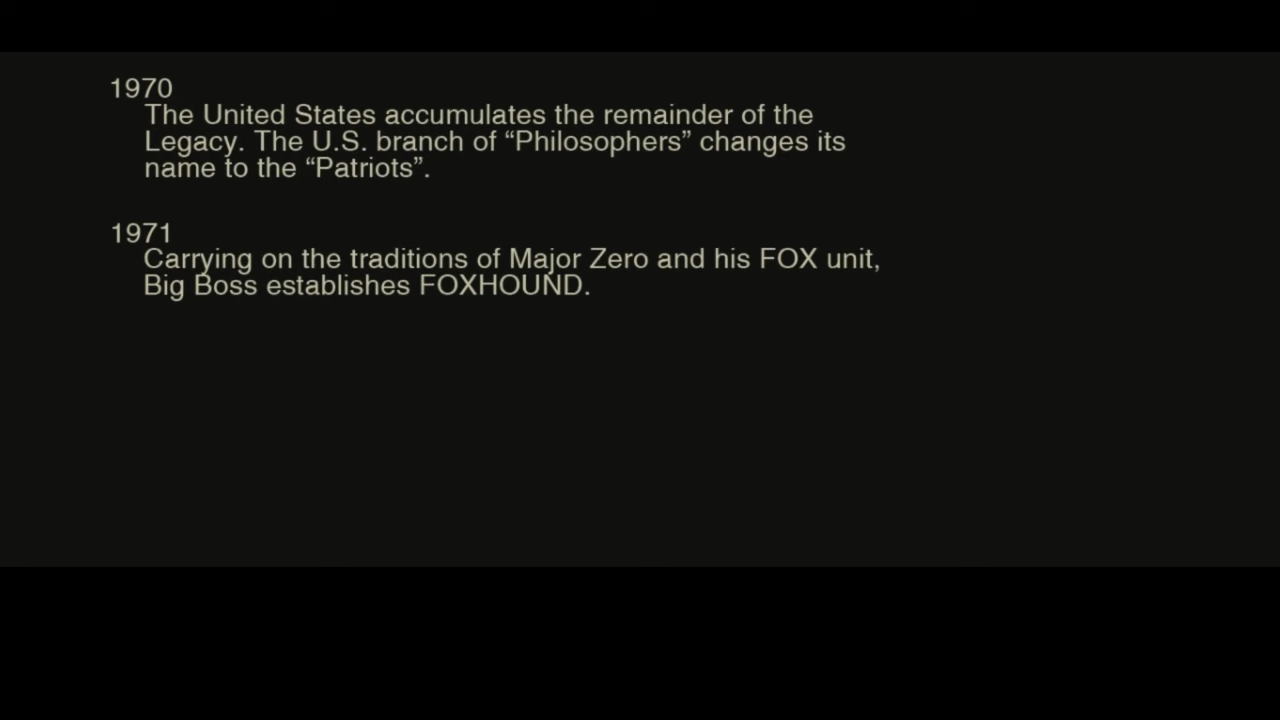 1970
The United States accumulates the remainder of the
Legacy. The U.S. branch of “Philosophers” changes its
name to the “Patriots”.
1971
Carrying on the traditions of Major Zero and his FOX unit,
Big Boss establishes FOXHOUND.